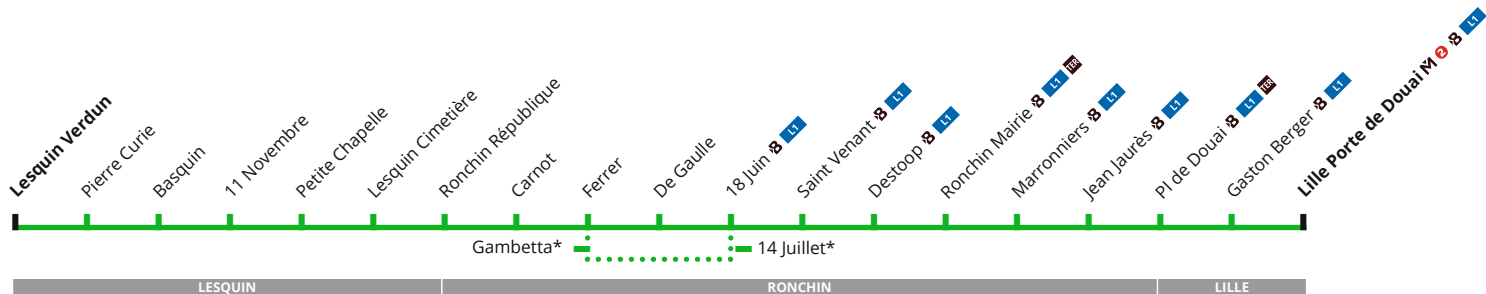 Lesquin Verdun
Pierre Curie
Basquin
11 Novembre
Petite Chapelle
Lesquin Cimetière
Ronchin République
Carnot
Ferrer
De Gaulle
18 Juin B L1
Saint Venant B L1
Destoop B L1
Ronchin Mairie B L1 TER
Marronniers B L1
Jean Jaurès B L1
Pl de Douai B L1 TER
Gaston Berger B L1
Lille Porte de Douai M 2 B L1
Gambetta*
14 Juillet*
LESQUIN
RONCHIN
LILLE